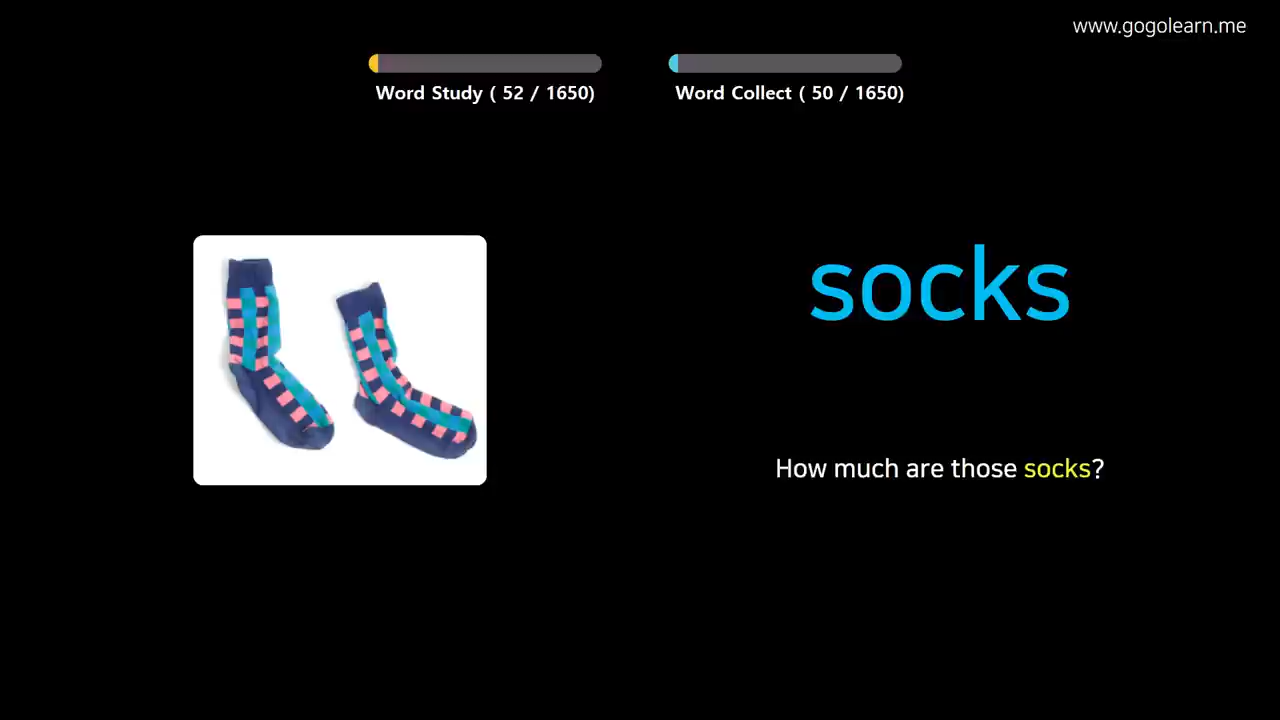 www.gogolearn.me
Word Study ( 52 / 1650)
Word Collect ( 50 / 1650)
socks
How much are those socks?